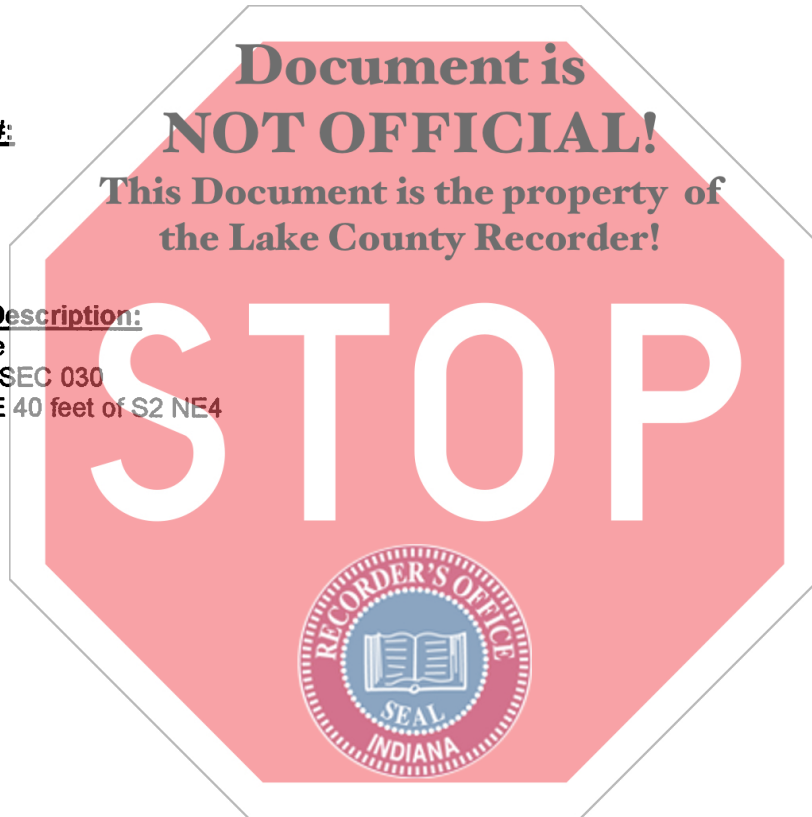 Document is
#:
NOT OFFICIAL!
This Document is the property of
the Lake County Recorder!
escription:
e
SEC 030
E 40 feet of S2 NE4
STOP
RECORDER'S OFFICE
SEAL
INDIANA